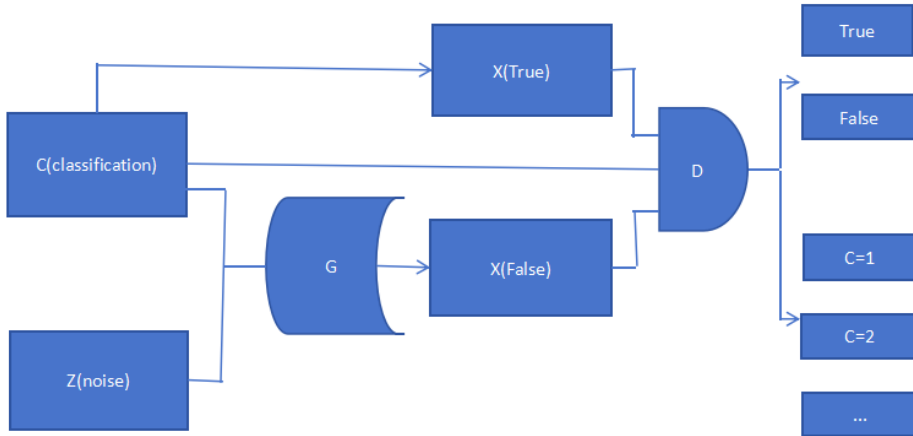 True
X(True)
False
C(classification)
D
G
X(False)
C=1
C=2
Z(noise)
...